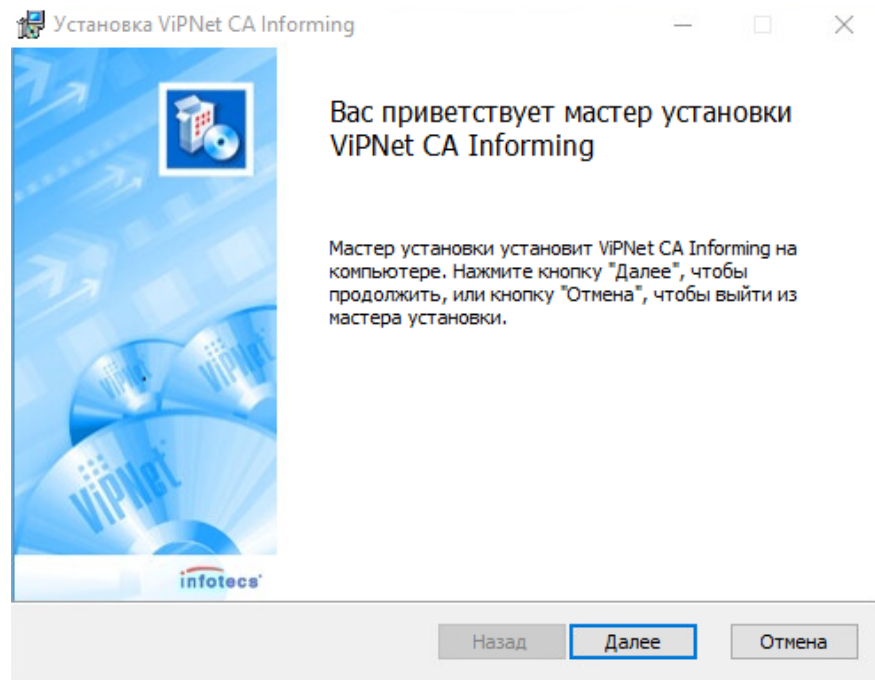 Установка ViPNet CA Informing
Вас приветствует мастер установки
ViPNet CA Informing
Мастер установки установит ViPNet CA Informing на
компьютере. Нажмите кнопку "Далее", чтобы
продолжить, или кнопку "Отмена", чтобы выйти из
мастера установки.
ViPNet
ViPNet
ViPNet
infotecs
Назад
Далее
Отмена